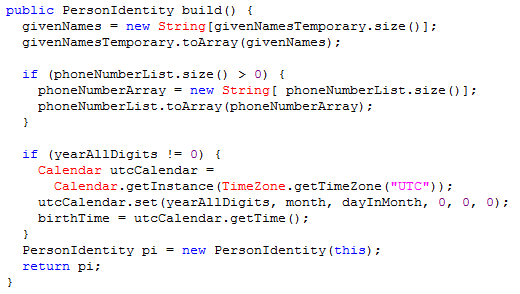 public PersonIdentity build() {
  givenNames = new String[givenNamesTemporary.size()];
  givenNamesTemporary.toArray(givenNames);

  if (phoneNumberList.size() > 0) {
    phoneNumberArray = new String[ phoneNumberList.size()];
    phoneNumberList.toArray(phoneNumberArray);
  }

  if (yearAllDigits != 0) {
    Calendar utcCalendar =
      Calendar.getInstance(TimeZone.getTimeZone("UTC"));
    utcCalendar.set(yearAllDigits, month, dayInMonth, 0, 0, 0);
    birthTime = utcCalendar.getTime();
  }
  PersonIdentity pi = new PersonIdentity(this);
  return pi;
}